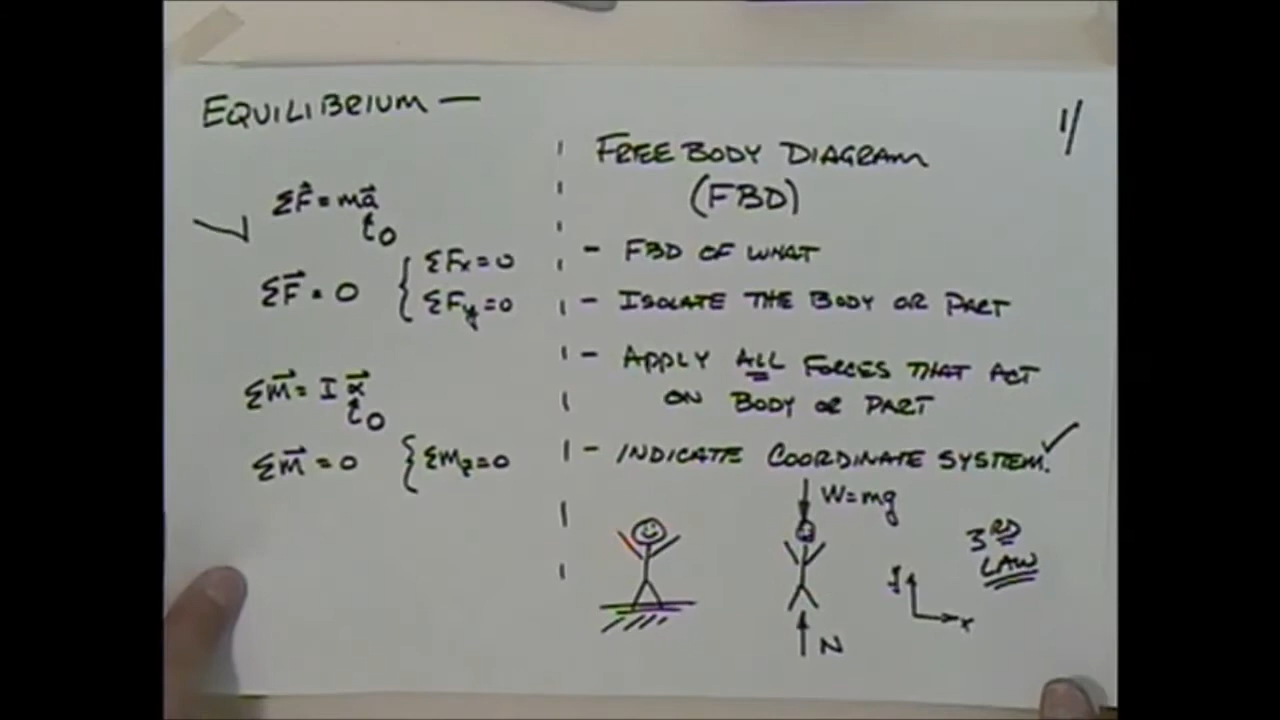 EQUILIBRIUM —
1/
ΣF⃗ = ma⃗
0
ΣF⃗ = 0 { ΣFx = 0
ΣFy = 0
ΣM⃗ = I α⃗
0
ΣM⃗ = 0 { ΣMz = 0
FREE BODY DIAGRAM
(FBD)
- FBD OF WHAT
- ISOLATE THE BODY OR PART
- APPLY ALL FORCES THAT ACT
ON BODY OR PART
- INDICATE COORDINATE SYSTEM. ✓
W=mg
3RD
LAW
y
x
N